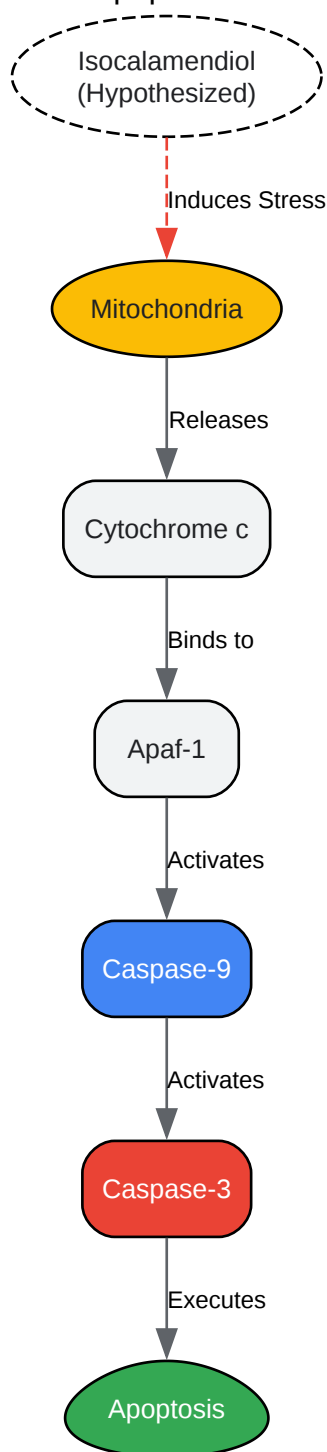 Isocalamendiol
(Hypothesized)
Induces Stress
Mitochondria
Releases
Cytochrome c
Binds to
Apaf-1
Activates
Caspase-9
Activates
Caspase-3
Executes
Apoptosis